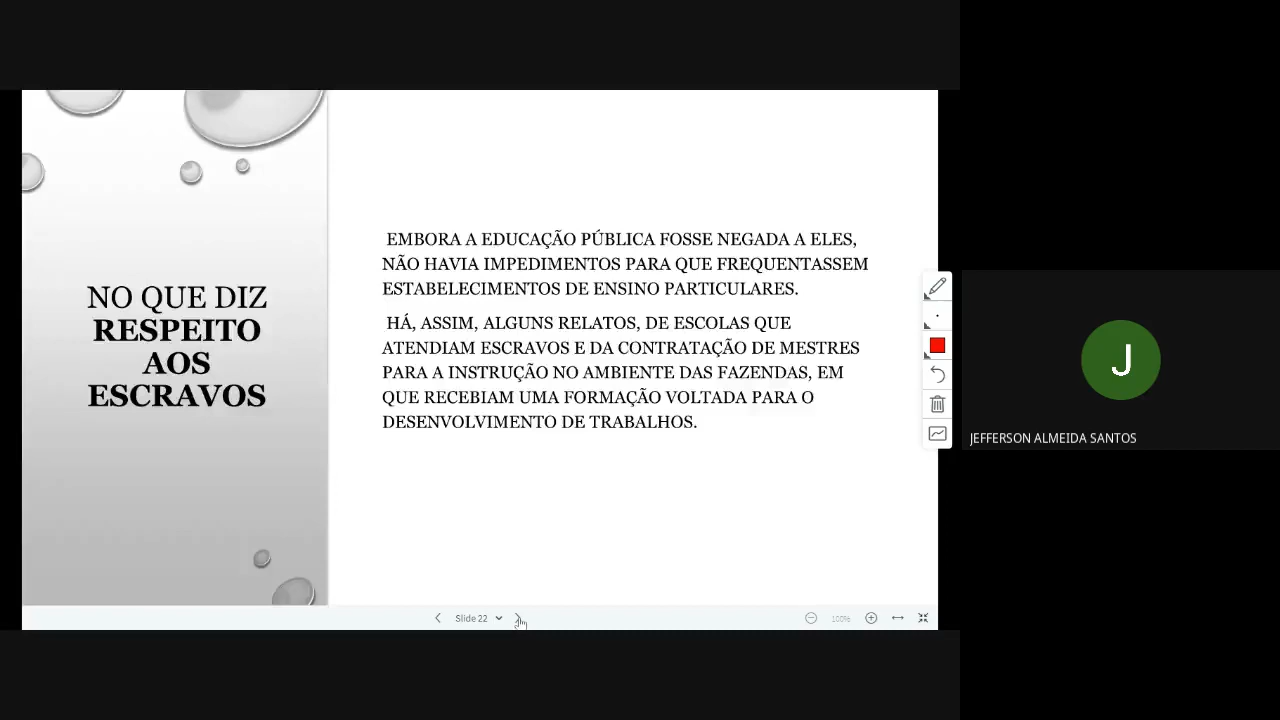 NO QUE DIZ
RESPEITO
AOS
ESCRAVOS
EMBORA A EDUCAÇÃO PÚBLICA FOSSE NEGADA A ELES,
NÃO HAVIA IMPEDIMENTOS PARA QUE FREQUENTASSEM
ESTABELECIMENTOS DE ENSINO PARTICULARES.
HÁ, ASSIM, ALGUNS RELATOS, DE ESCOLAS QUE
ATENDIAM ESCRAVOS E DA CONTRATAÇÃO DE MESTRES
PARA A INSTRUÇÃO NO AMBIENTE DAS FAZENDAS, EM
QUE RECEBIAM UMA FORMAÇÃO VOLTADA PARA O
DESENVOLVIMENTO DE TRABALHOS.
Slide 22
100%
J
JEFFERSON ALMEIDA SANTOS